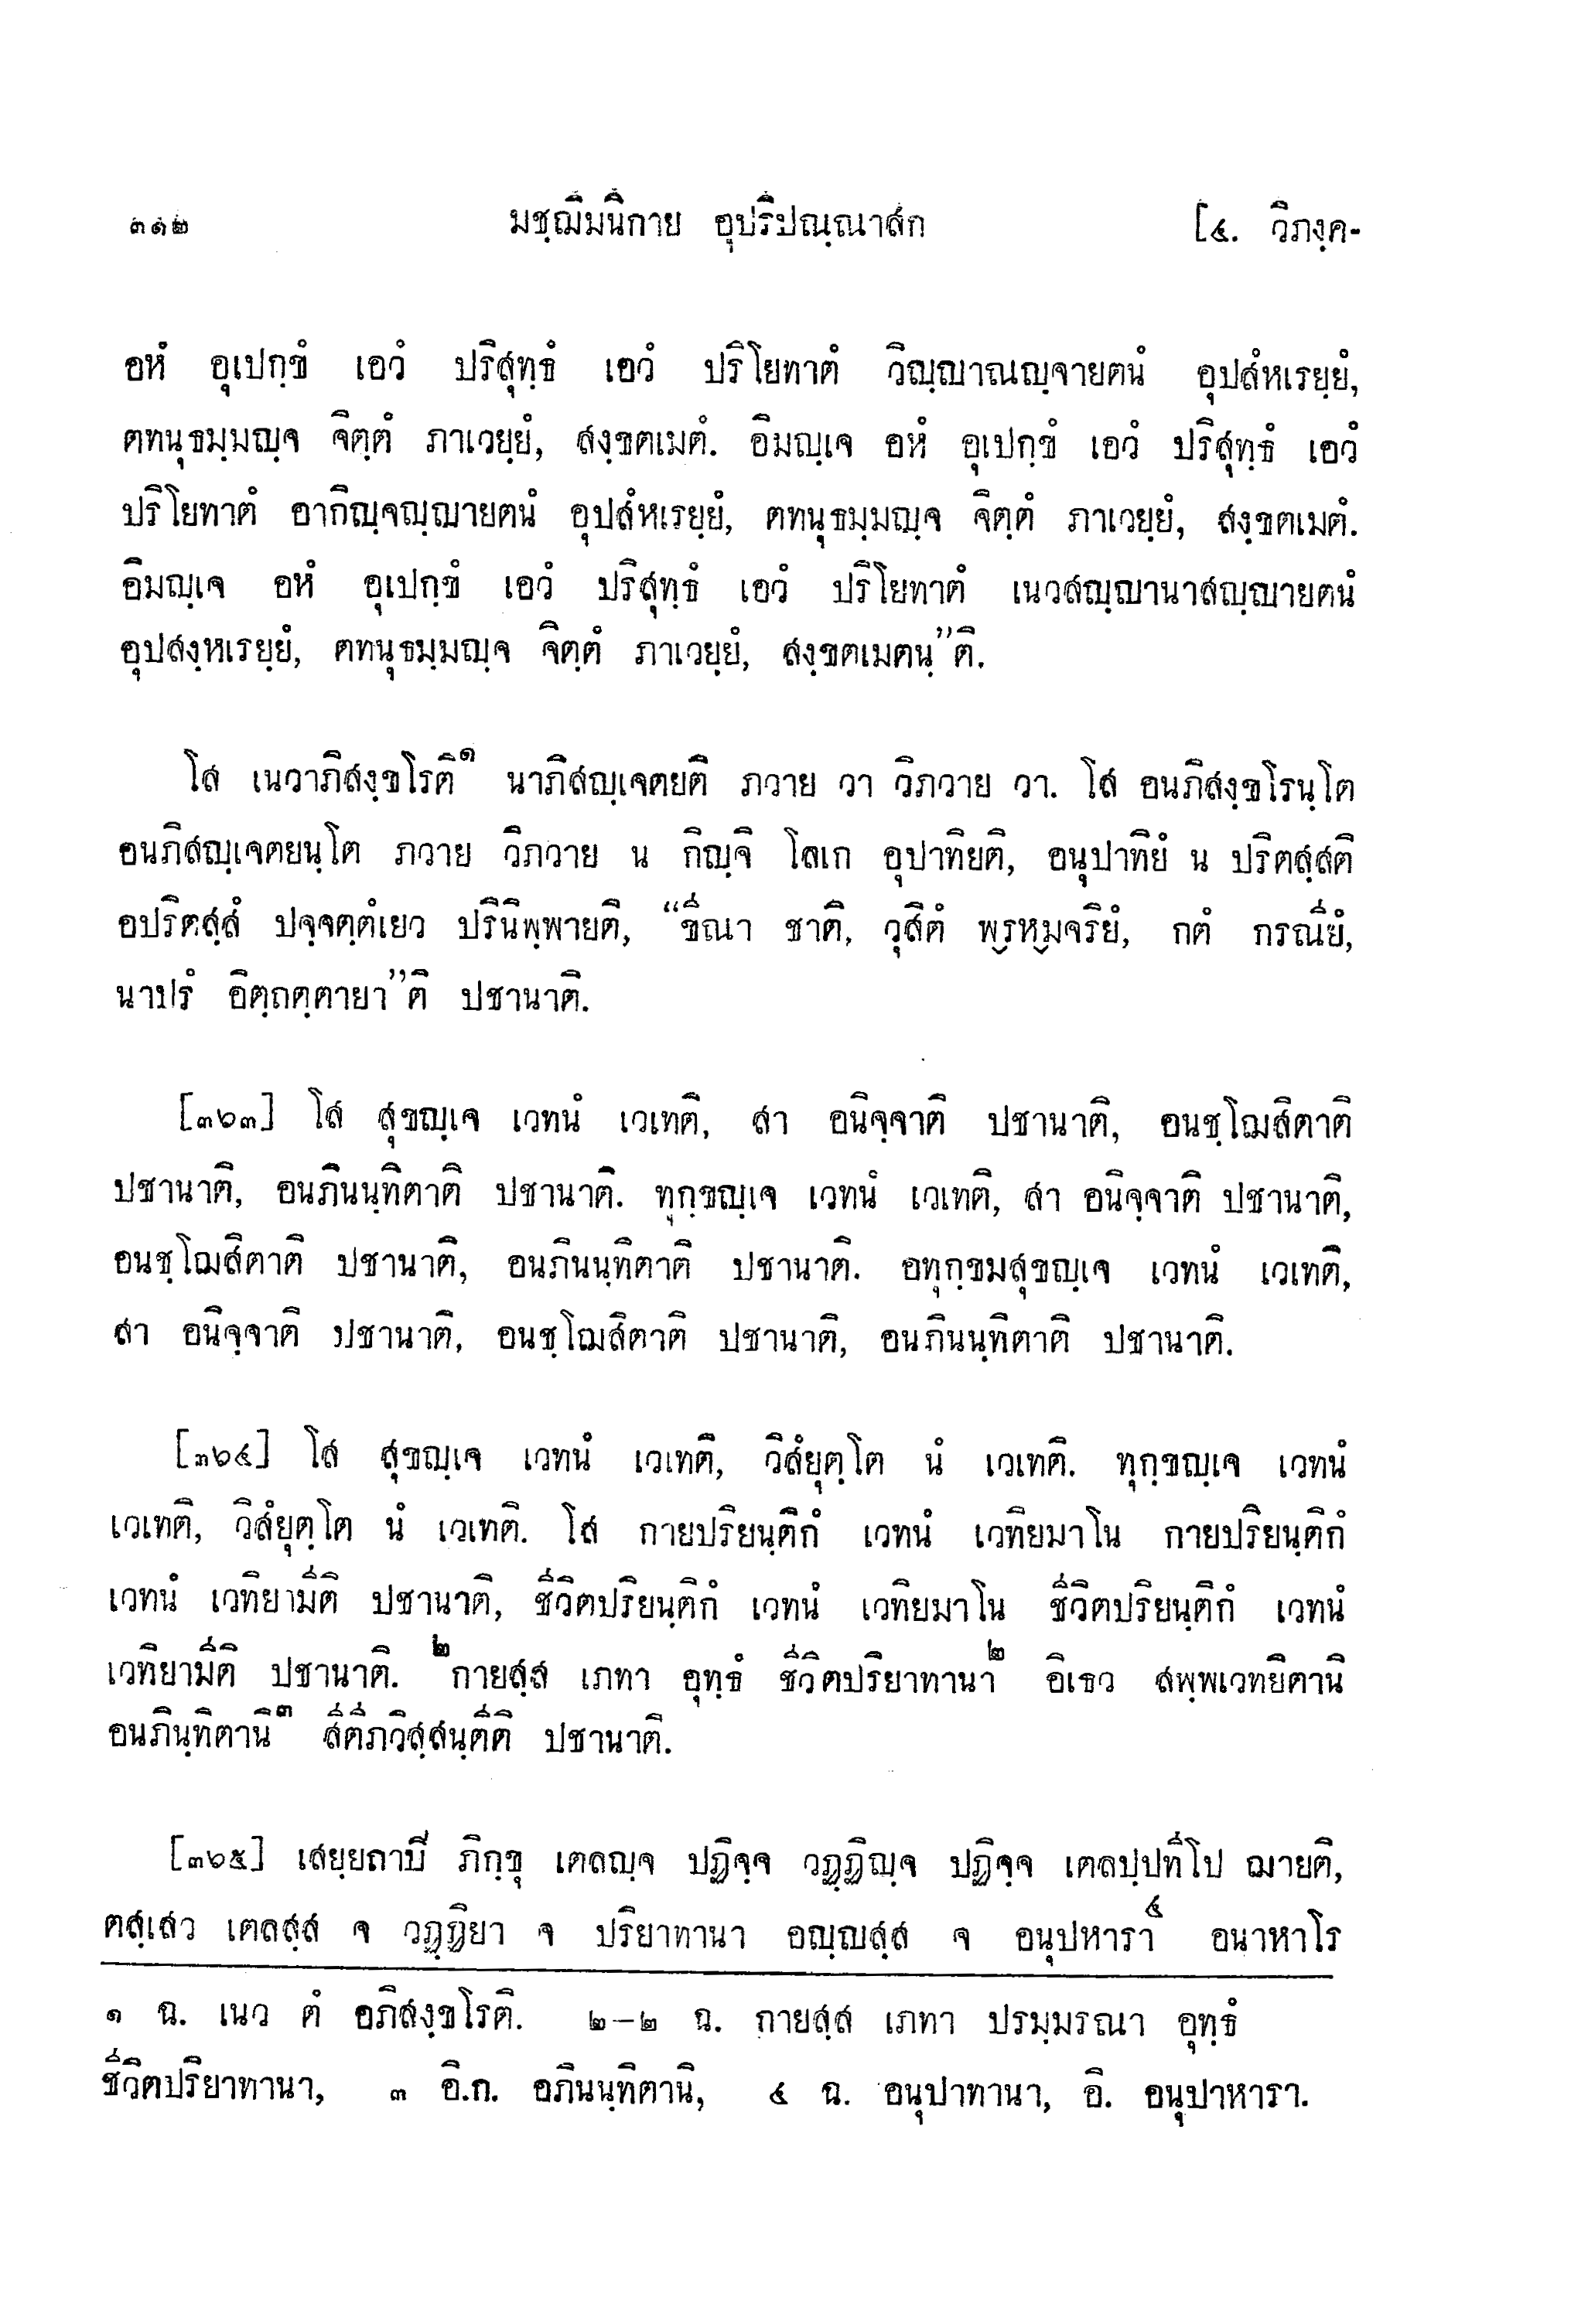 ๓๑๒ มชฺฌิมนิกาย อุปริปณฺณาสก [๔. วิภงฺค-
อหํ อุเปกฺขํ เอวํ ปริสุทฺธํ เอวํ ปริโยทาตํ วิญฺญาณญฺจายตนํ อุปสํหเรยฺยํ,
ตทนุธมฺมญฺจ จิตฺตํ ภาเวยฺยํ, สงฺขตเมตํ. อิมญฺเจ อหํ อุเปกฺขํ เอวํ ปริสุทฺธํ เอวํ
ปริโยทาตํ อากิญฺจญฺญายตนํ อุปสํหเรยฺยํ, ตทนุธมฺมญฺจ จิตฺตํ ภาเวยฺยํ, สงฺขตเมตํ.
อิมญฺเจ อหํ อุเปกฺขํ เอวํ ปริสุทฺธํ เอวํ ปริโยทาตํ เนวสญฺญานาสญฺญายตนํ
อุปสงฺหเรยฺยํ, ตทนุธมฺมญฺจ จิตฺตํ ภาเวยฺยํ, สงฺขตเมตนฺ”ติ.
โส เนวาภิสงฺขโรติ๑ นาภิสญฺเจตยติ ภวาย วา วิภวาย วา. โส อนภิสงฺขโรนฺโต
อนภิสญฺเจตยนฺโต ภวาย วิภวาย น กิญฺจิ โลเก อุปาทิยติ, อนุปาทิยํ น ปริตสฺสติ
อปริตสฺสํ ปจฺจตฺตํเยว ปรินิพฺพายติ, “ขีณา ชาติ, วุสิตํ พฺรหฺมจริยํ, กตํ กรณียํ,
นาปรํ อิตฺถตฺตายา”ติ ปชานาติ.
[๓๖๓] โส สุขญฺเจ เวทนํ เวเทติ, สา อนิจฺจาติ ปชานาติ, อนชฺโฌสิตาติ
ปชานาติ, อนภินนฺทิตาติ ปชานาติ. ทุกฺขญฺเจ เวทนํ เวเทติ, สา อนิจฺจาติ ปชานาติ,
อนชฺโฌสิตาติ ปชานาติ, อนภินนฺทิตาติ ปชานาติ. อทุกฺขมสุขญฺเจ เวทนํ เวเทติ,
สา อนิจฺจาติ ปชานาติ, อนชฺโฌสิตาติ ปชานาติ, อนภินนฺทิตาติ ปชานาติ.
[๓๖๔] โส สุขญฺเจ เวทนํ เวเทติ, วิสํยุตฺโต นํ เวเทติ. ทุกฺขญฺเจ เวทนํ
เวเทติ, วิสํยุตฺโต นํ เวเทติ. โส กายปริยนฺติกํ เวทนํ เวทิยมาโน กายปริยนฺติกํ
เวทนํ เวทิยามีติ ปชานาติ, ชีวิตปริยนฺติกํ เวทนํ เวทิยมาโน ชีวิตปริยนฺติกํ เวทนํ
เวทิยามีติ ปชานาติ. ๒กายสฺส เภทา อุทฺธํ ชีวิตปริยาทานา๒ อิเธว สพฺพเวทยิตานิ
อนภินฺทิตานิ๓ สีตีภวิสฺสนฺตีติ ปชานาติ.
[๓๖๕] เสยฺยถาปิ ภิกฺขุ เตลญฺจ ปฏิจฺจ วฏฺฏิญฺจ ปฏิจฺจ เตลปฺปทีโป ฌายติ,
ตสฺเสว เตลสฺส จ วฏฺฏิยา จ ปริยาทานา อญฺญสฺส จ อนุปหารา๔ อนาหาโร
๑ ฉ. เนว ตํ อภิสงฺขโรติ. ๒-๒ ฉ. กายสฺส เภทา ปรมฺมรณา อุทฺธํ
ชีวิตปริยาทานา, ๓ อิ.ก. อภินนฺทิตานิ, ๔ ฉ. อนุปาทานา, อิ. อนุปาหารา.